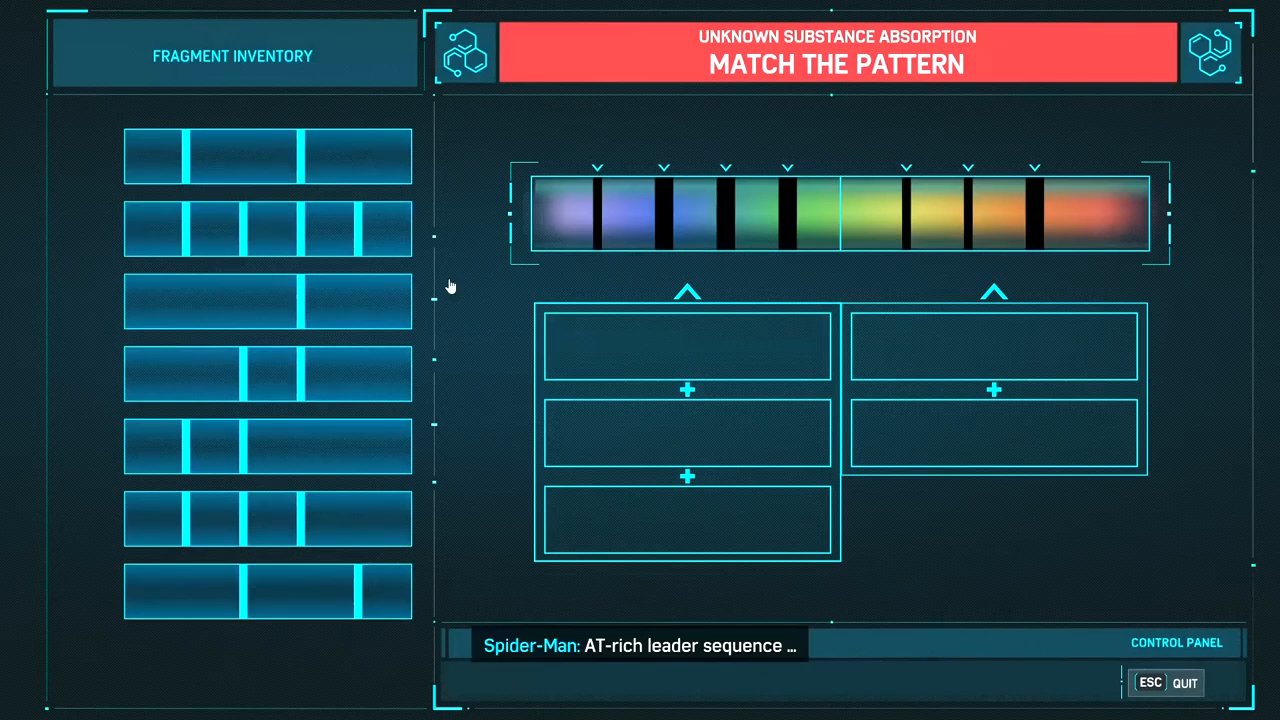 FRAGMENT INVENTORY
UNKNOWN SUBSTANCE ABSORPTION
MATCH THE PATTERN
Spider-Man: AT-rich leader sequence ...
CONTROL PANEL
ESC QUIT